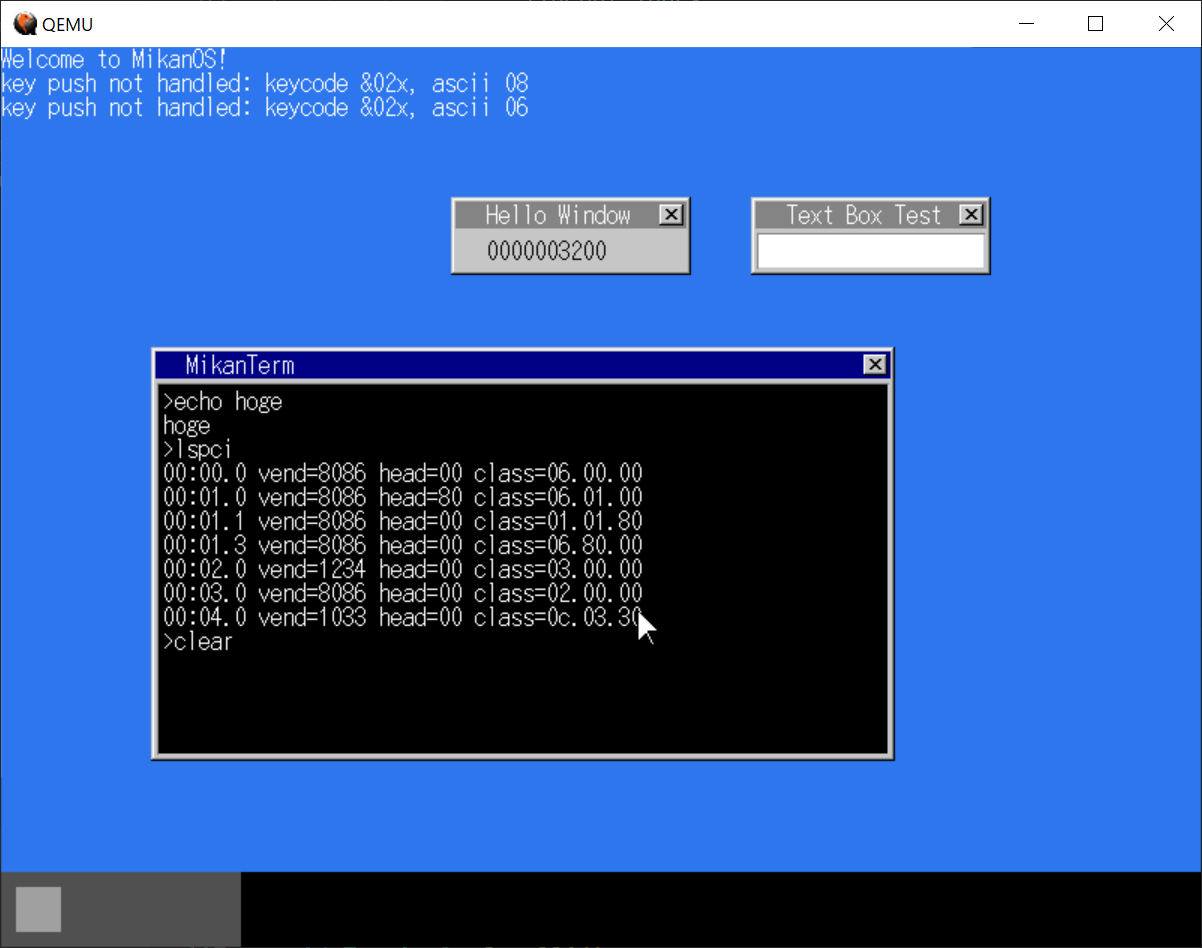 QEMU
Welcome to MikanOS!
key push not handled: keycode &02x, ascii 08
key push not handled: keycode &02x, ascii 06
Hello Window
0000003200
Text Box Test
MikanTerm
>echo hoge
hoge
>lspci
00:00.0 vend=8086 head=00 class=06.00.00
00:01.0 vend=8086 head=80 class=06.01.00
00:01.1 vend=8086 head=00 class=01.01.80
00:01.3 vend=8086 head=00 class=06.80.00
00:02.0 vend=1234 head=00 class=03.00.00
00:03.0 vend=8086 head=00 class=02.00.00
00:04.0 vend=1033 head=00 class=0c.03.30
>clear